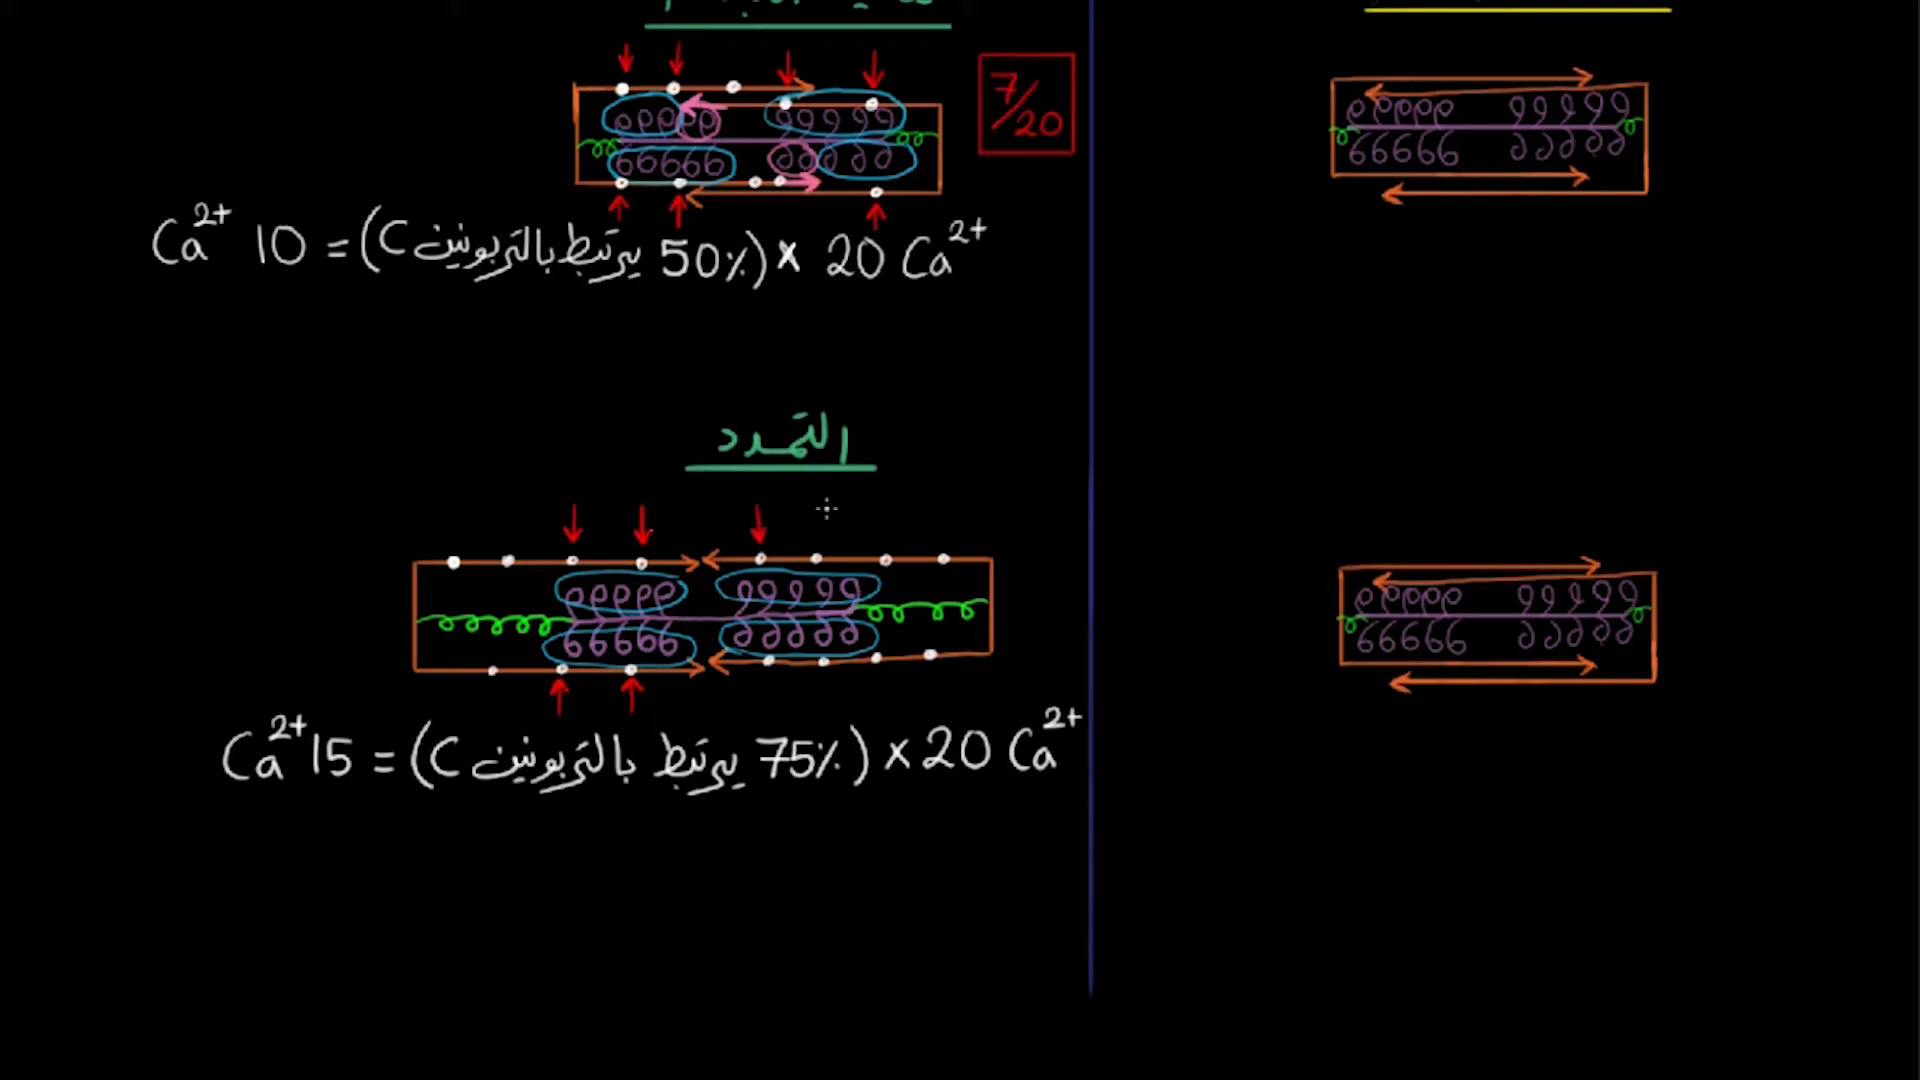 7/20
Ca²⁺ 10 = (C يرتبط بالتربونين 50٪) × 20 Ca²⁺
التمدد
Ca²⁺ 15 = (C يرتبط بالتربونين 75٪) × 20 Ca²⁺